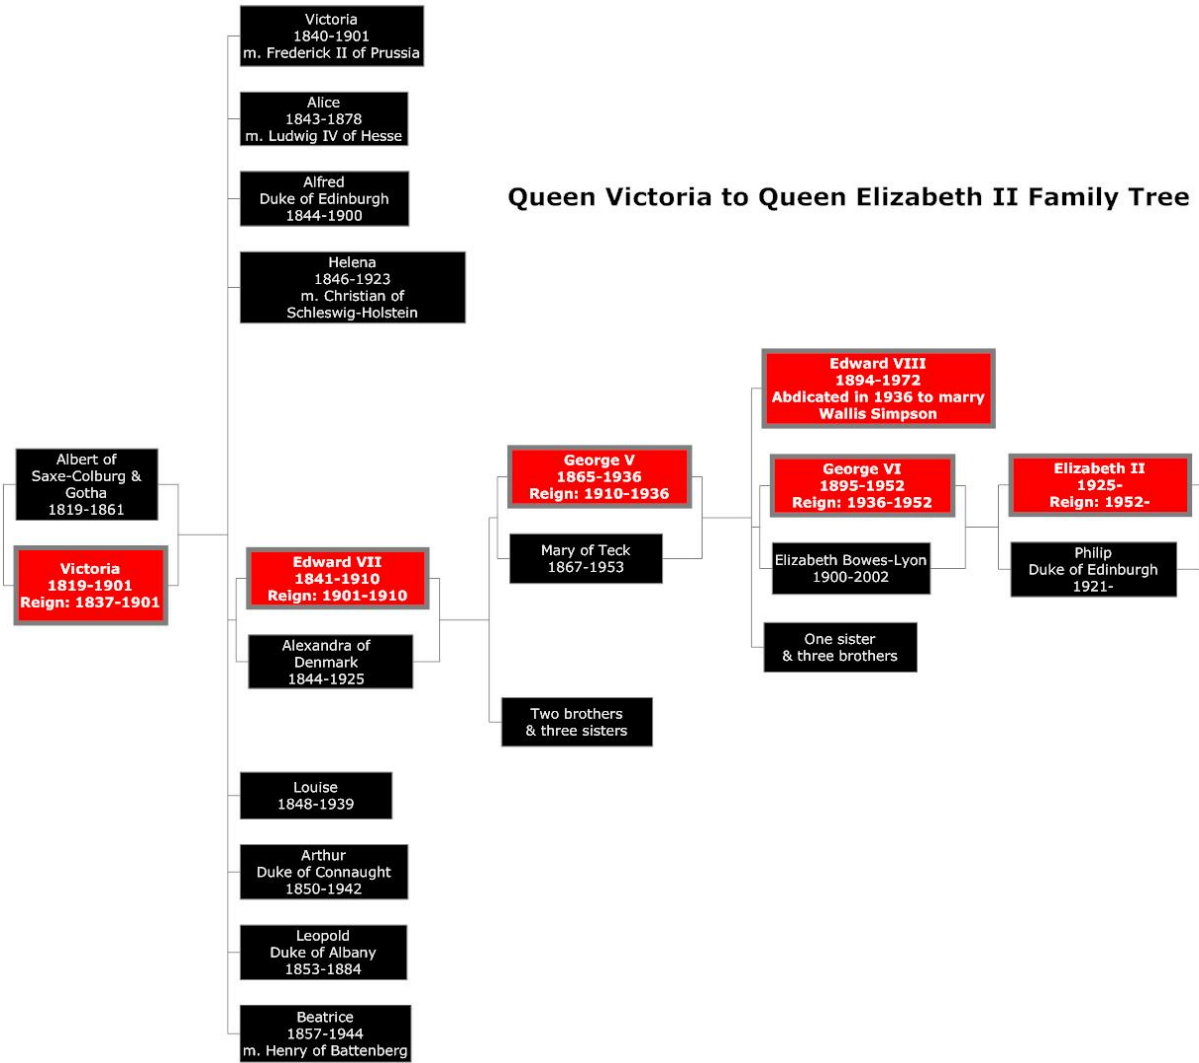 Victoria
1840-1901
m. Frederick II of Prussia
Alice
1843-1878
m. Ludwig IV of Hesse
Alfred
Duke of Edinburgh
1844-1900
Queen Victoria to Queen Elizabeth II Family Tree
Helena
1846-1923
m. Christian of
Schleswig-Holstein
Edward VIII
1894-1972
Abdicated in 1936 to marry
Wallis Simpson
Albert of
Saxe-Colburg &
Gotha
1819-1861
George V
1865-1936
Reign: 1910-1936
George VI
1895-1952
Reign: 1936-1952
Elizabeth II
1925-
Reign: 1952-
Victoria
1819-1901
Reign: 1837-1901
Edward VII
1841-1910
Reign: 1901-1910
Mary of Teck
1867-1953
Elizabeth Bowes-Lyon
1900-2002
Philip
Duke of Edinburgh
1921-
Alexandra of
Denmark
1844-1925
One sister
& three brothers
Two brothers
& three sisters
Louise
1848-1939
Arthur
Duke of Connaught
1850-1942
Leopold
Duke of Albany
1853-1884
Beatrice
1857-1944
m. Henry of Battenberg